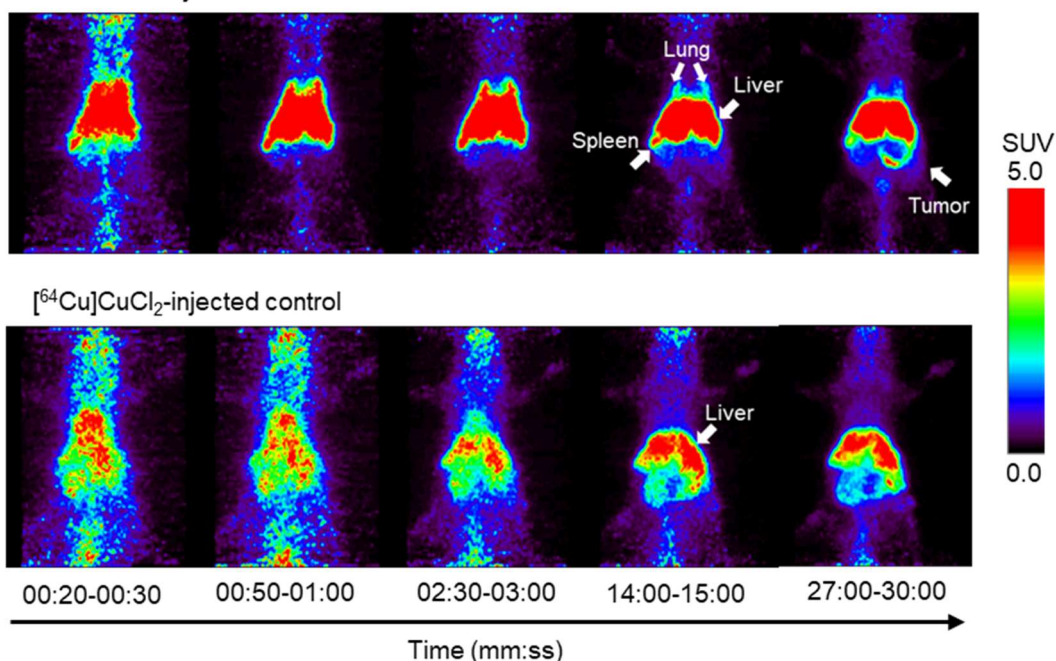 Lung
Liver
Spleen
Tumor
SUV
5.0
0.0
[⁶⁴Cu]CuCl₂-injected control
Liver
00:20-00:30 00:50-01:00 02:30-03:00 14:00-15:00 27:00-30:00
Time (mm:ss)